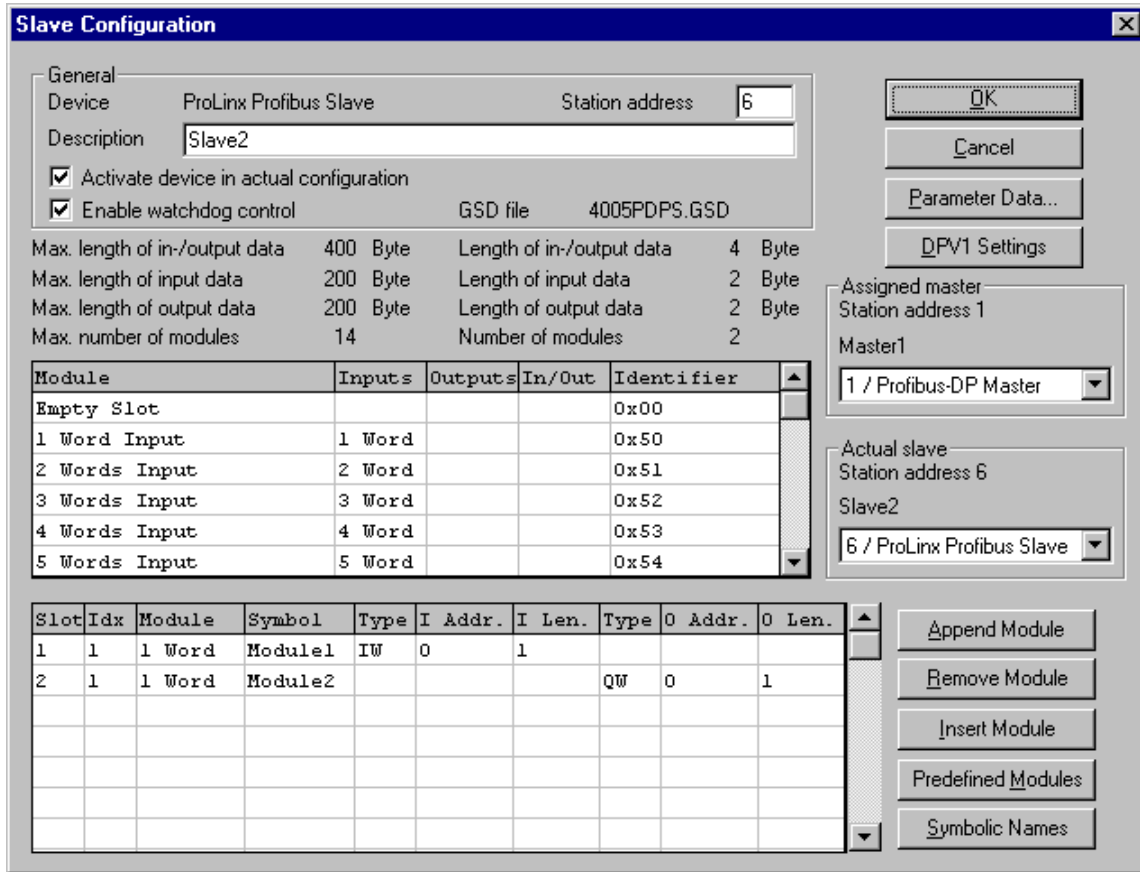 Slave Configuration
General
Device ProLinx Profibus Slave Station address 6
Description Slave2
Activate device in actual configuration
Enable watchdog control GSD file 4005PDPS.GSD
Max. length of in-/output data 400 Byte Length of in-/output data 4 Byte
Max. length of input data 200 Byte Length of input data 2 Byte
Max. length of output data 200 Byte Length of output data 2 Byte
Max. number of modules 14 Number of modules 2
OK
Cancel
Parameter Data...
DPV1 Settings
Assigned master
Station address 1
Master1
1 / Profibus-DP Master
Actual slave
Station address 6
Slave2
6 / ProLinx Profibus Slave
Module Inputs Outputs In/Out Identifier
Empty Slot 0x00
1 Word Input 1 Word 0x50
2 Words Input 2 Word 0x51
3 Words Input 3 Word 0x52
4 Words Input 4 Word 0x53
5 Words Input 5 Word 0x54
Slot Idx Module Symbol Type I Addr. I Len. Type O Addr. O Len.
1 1 1 Word Module1 IW 0 1
2 1 1 Word Module2 QW 0 1
Append Module
Remove Module
Insert Module
Predefined Modules
Symbolic Names